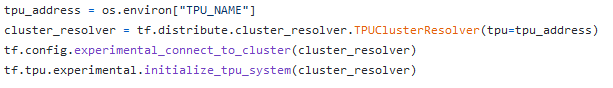 tpu_address = os.environ["TPU_NAME"]
cluster_resolver = tf.distribute.cluster_resolver.TPUClusterResolver(tpu=tpu_address)
tf.config.experimental_connect_to_cluster(cluster_resolver)
tf.tpu.experimental.initialize_tpu_system(cluster_resolver)